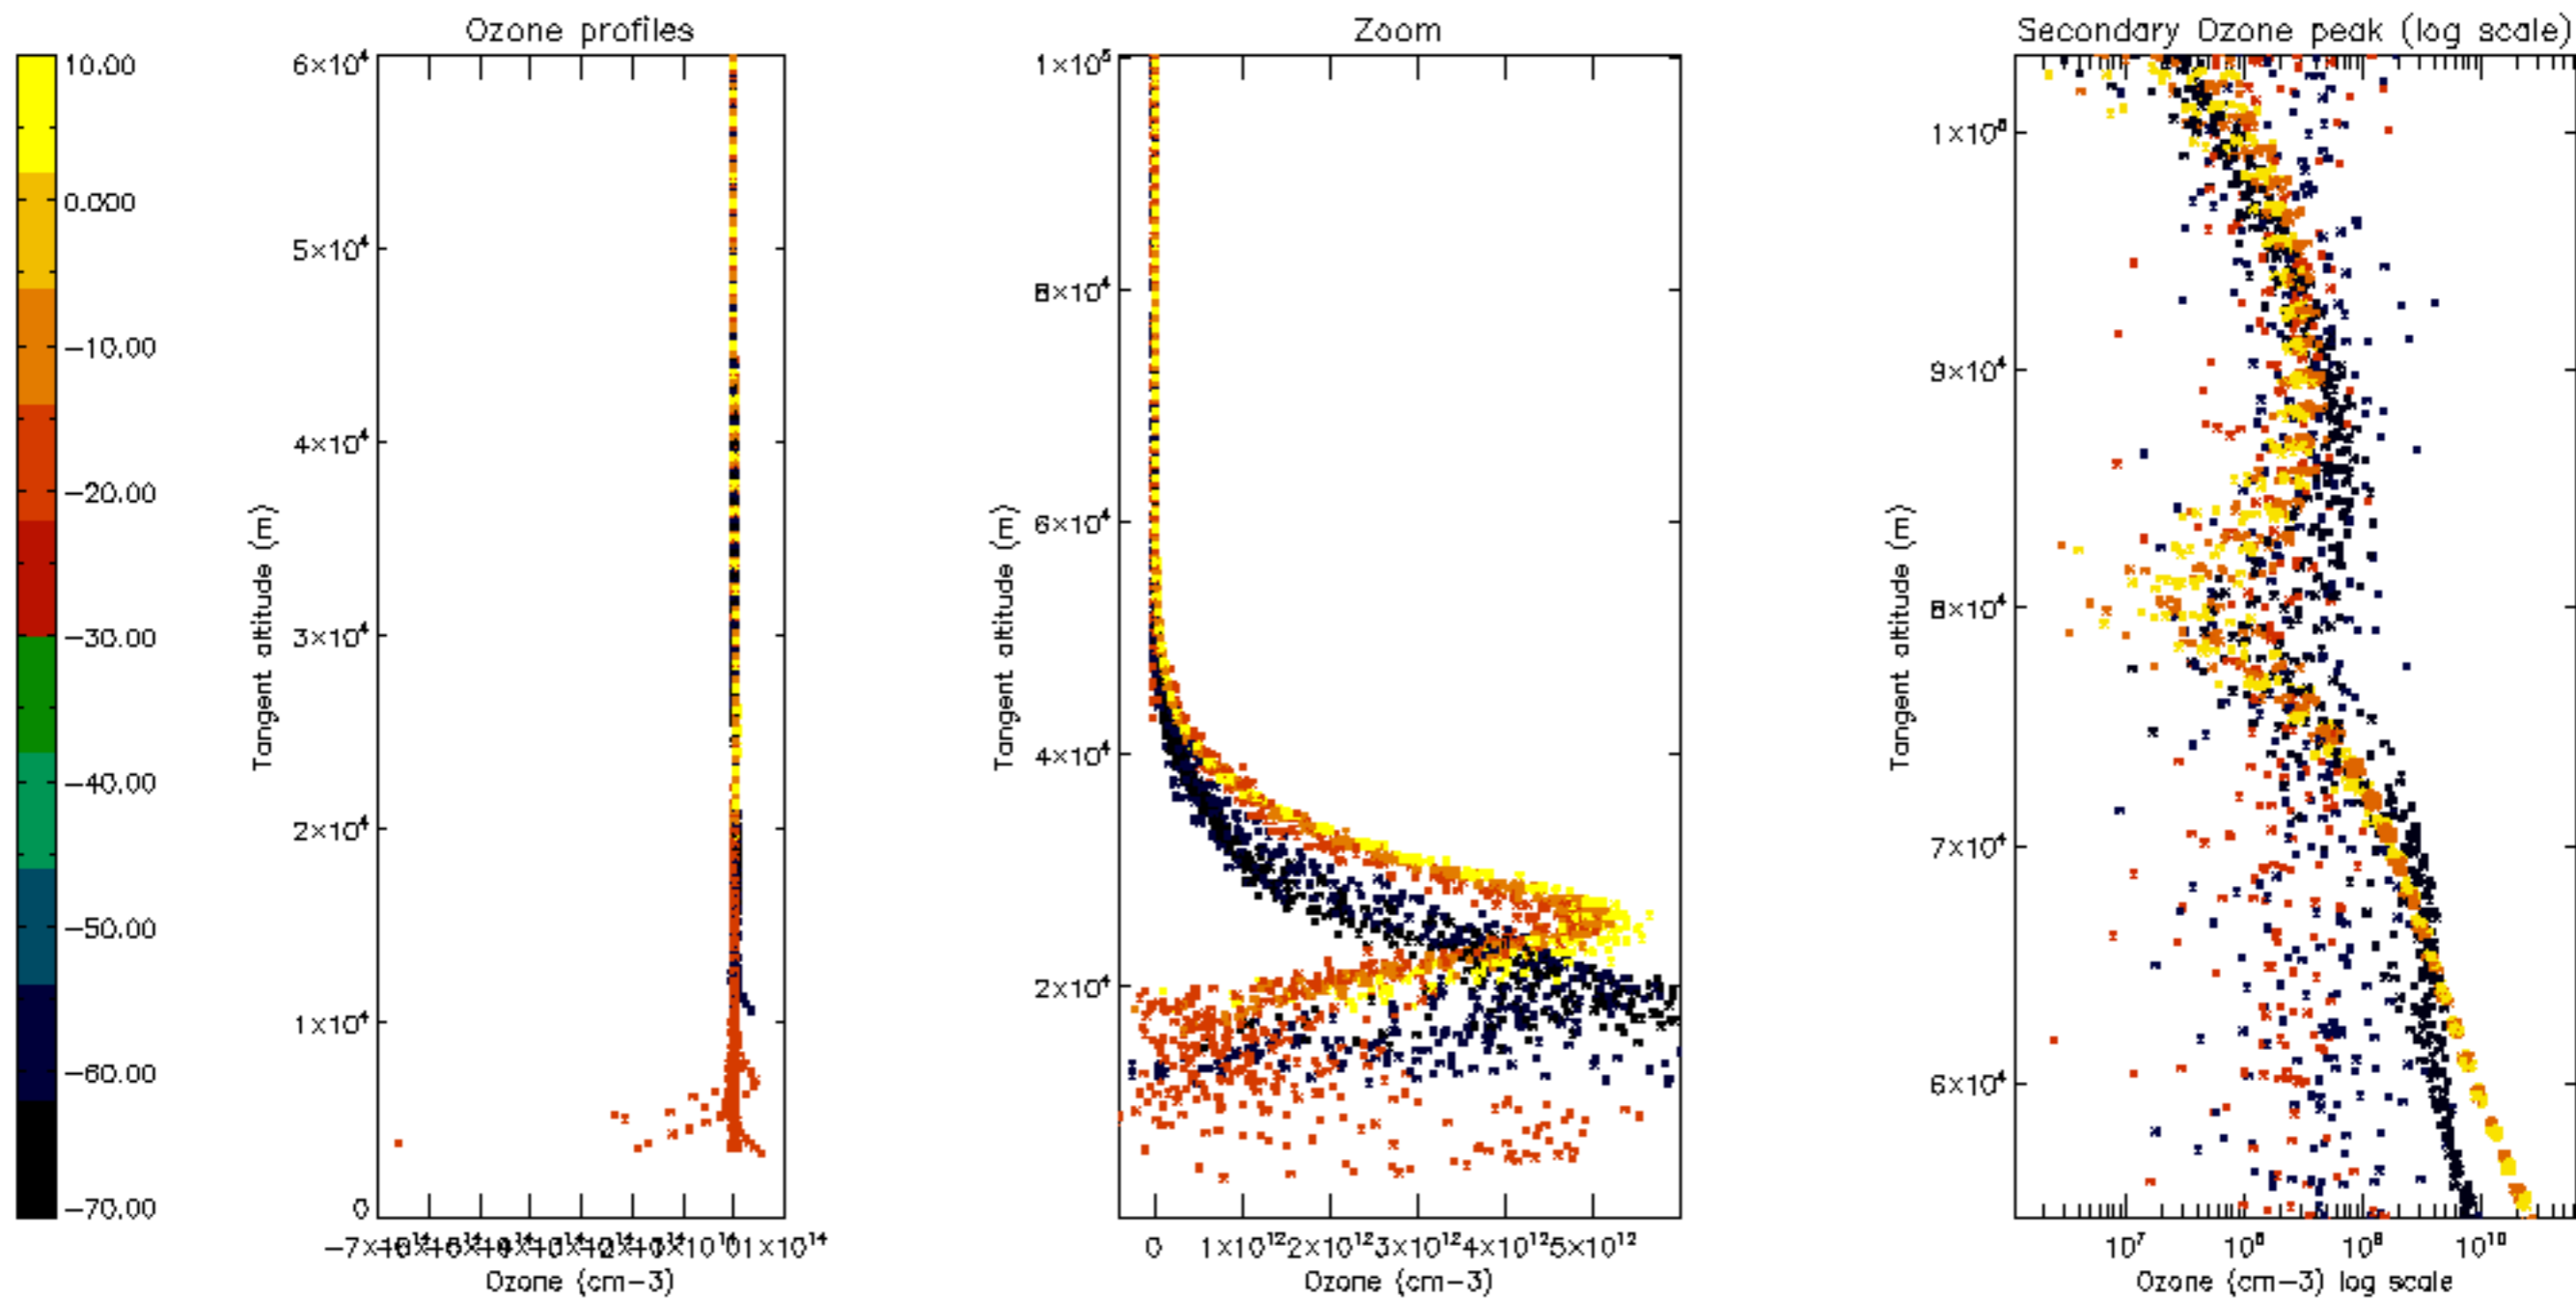 Ozone profiles
Zoom
Secondary Ozone peak (log scale)
10.00
0.000
−10.00
−20.00
−30.00
−40.00
−50.00
−60.00
−70.00
6×10⁴
5×10⁴
4×10⁴
3×10⁴
2×10⁴
1×10⁴
0
Tangent altitude (m)
1×10¹⁴
Ozone (cm−3)
1×10⁵
8×10⁴
6×10⁴
4×10⁴
2×10⁴
Tangent altitude (m)
0 1×10¹² 2×10¹² 3×10¹² 4×10¹² 5×10¹²
Ozone (cm−3)
9×10⁴
8×10⁴
7×10⁴
6×10⁴
Tangent altitude (m)
10⁷ 10⁸ 10⁹ 10¹⁰
Ozone (cm−3) log scale